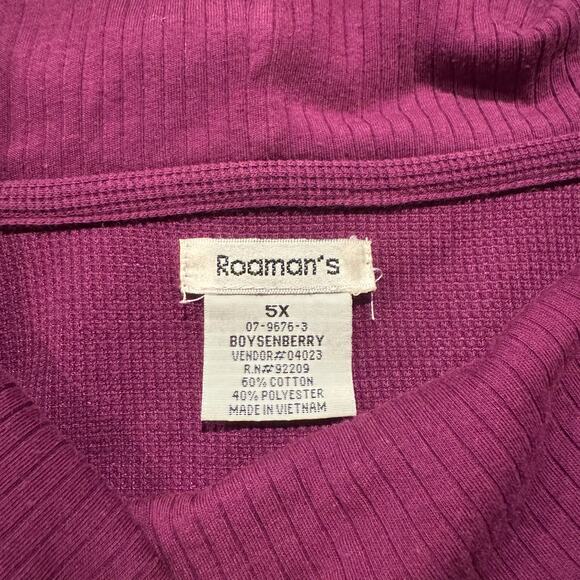 Roaman's
5X
07-9676-3
BOYSENBERRY
VENDOR#04023
R.N#92209
60% COTTON
40% POLYESTER
MADE IN VIETNAM